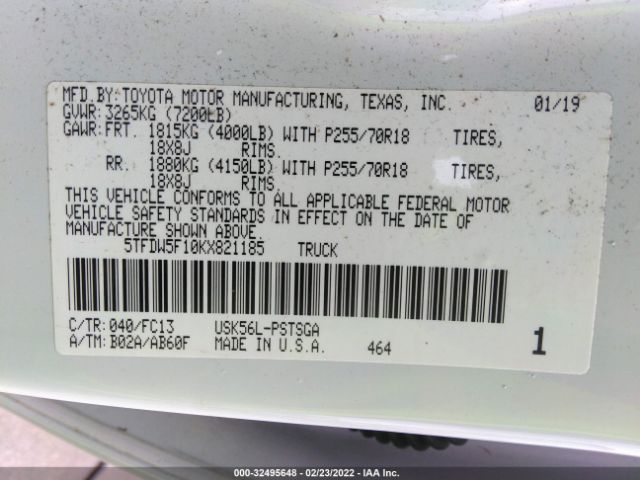 MFD.BY:TOYOTA MOTOR MANUFACTURING, TEXAS, INC. 01/19
GVWR:3265KG (7200LB)
GAWR:FRT. 1815KG (4000LB) WITH P255/70R18 TIRES,
18X8J RIMS.
RR. 1880KG (4150LB) WITH P255/70R18 TIRES,
18X8J RIMS.
THIS VEHICLE CONFORMS TO ALL APPLICABLE FEDERAL MOTOR
VEHICLE SAFETY STANDARDS IN EFFECT ON THE DATE OF
MANUFACTURE SHOWN ABOVE.
5TFDW5F10KX821185 TRUCK
C/TR:040/FC13 USK56L-PSTSGA
A/TM:B02A/AB60F MADE IN U.S.A. 464 1
000-32495648 - 02/23/2022 - IAA Inc.